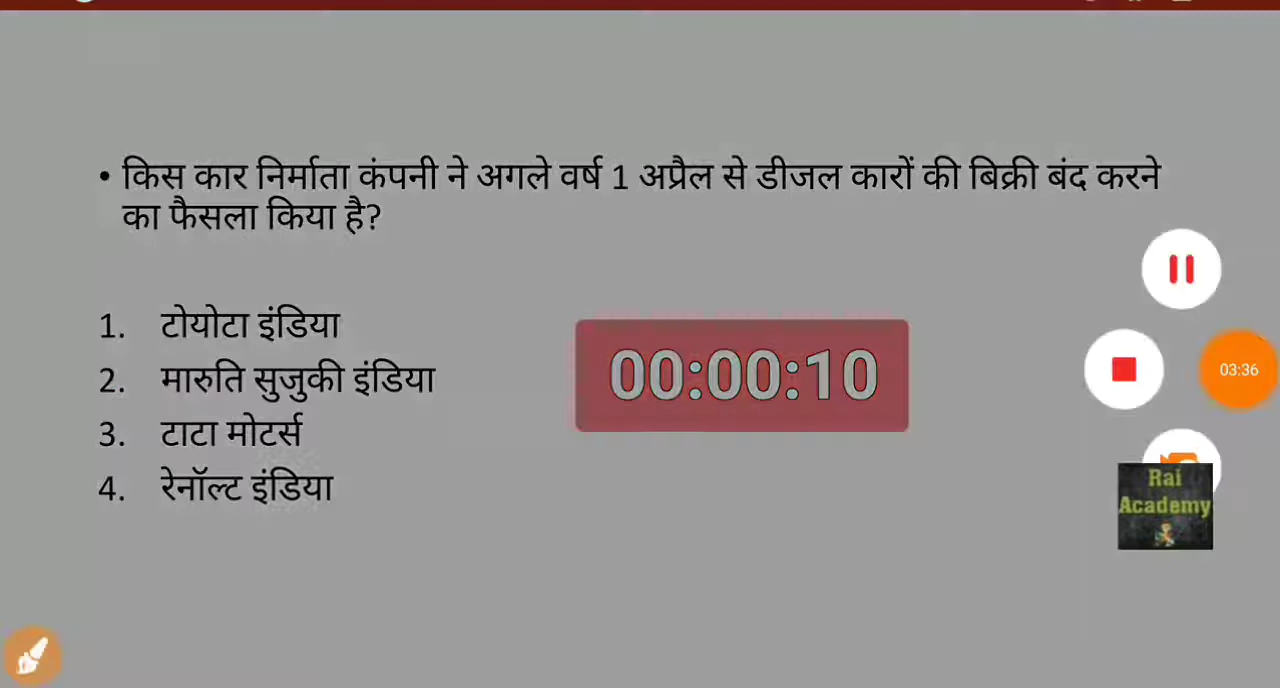 • किस कार निर्माता कंपनी ने अगले वर्ष 1 अप्रैल से डीजल कारों की बिक्री बंद करने
का फैसला किया है?
1. टोयोटा इंडिया
2. मारुति सुजुकी इंडिया
3. टाटा मोटर्स
4. रेनॉल्ट इंडिया
00:00:10
03:36
Rai
Academy